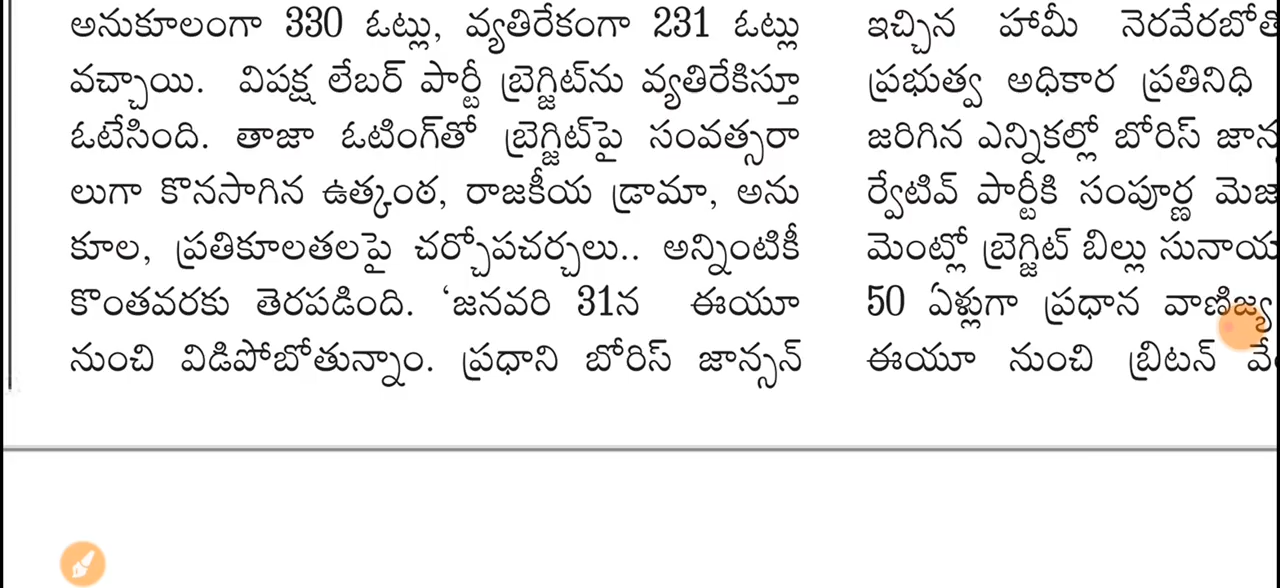 అనుకూలంగా 330 ఓట్లు, వ్యతిరేకంగా 231 ఓట్లు
వచ్చాయి. విపక్ష లేబర్ పార్టీ బ్రెగ్జిట్‌ను వ్యతిరేకిస్తూ
ఓటేసింది. తాజా ఓటింగ్‌తో బ్రెగ్జిట్‌పై సంవత్సరా
లుగా కొనసాగిన ఉత్కంఠ, రాజకీయ డ్రామా, అను
కూల, ప్రతికూలతలపై చర్చోపచర్చలు.. అన్నింటికీ
కొంతవరకు తెరపడింది. ‘జనవరి 31న ఈయూ
నుంచి విడిపోబోతున్నాం. ప్రధాని బోరిస్ జాన్సన్
ఇచ్చిన హామీ
ప్రభుత్వ అధికార ప్రతినిధి
జరిగిన ఎన్నికల్లో బోరిస్
ర్వేటివ్ పార్టీకి సంపూర్ణ
మెంట్లో బ్రెగ్జిట్ బిల్లు
50 ఏళ్లుగా ప్రధాన వాణిజ్య
ఈయూ నుంచి బ్రిటన్